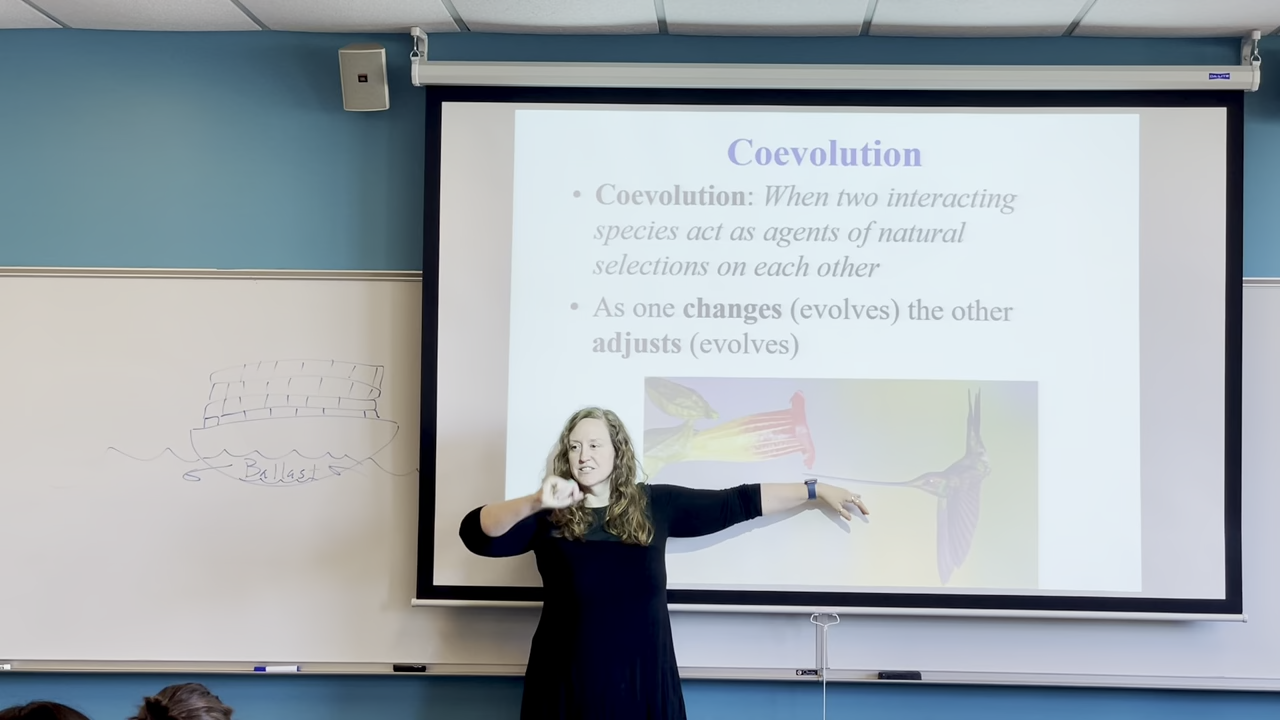 Coevolution
• Coevolution: When two interacting
species act as agents of natural
selections on each other
• As one changes (evolves) the other
adjusts (evolves)
Ballast